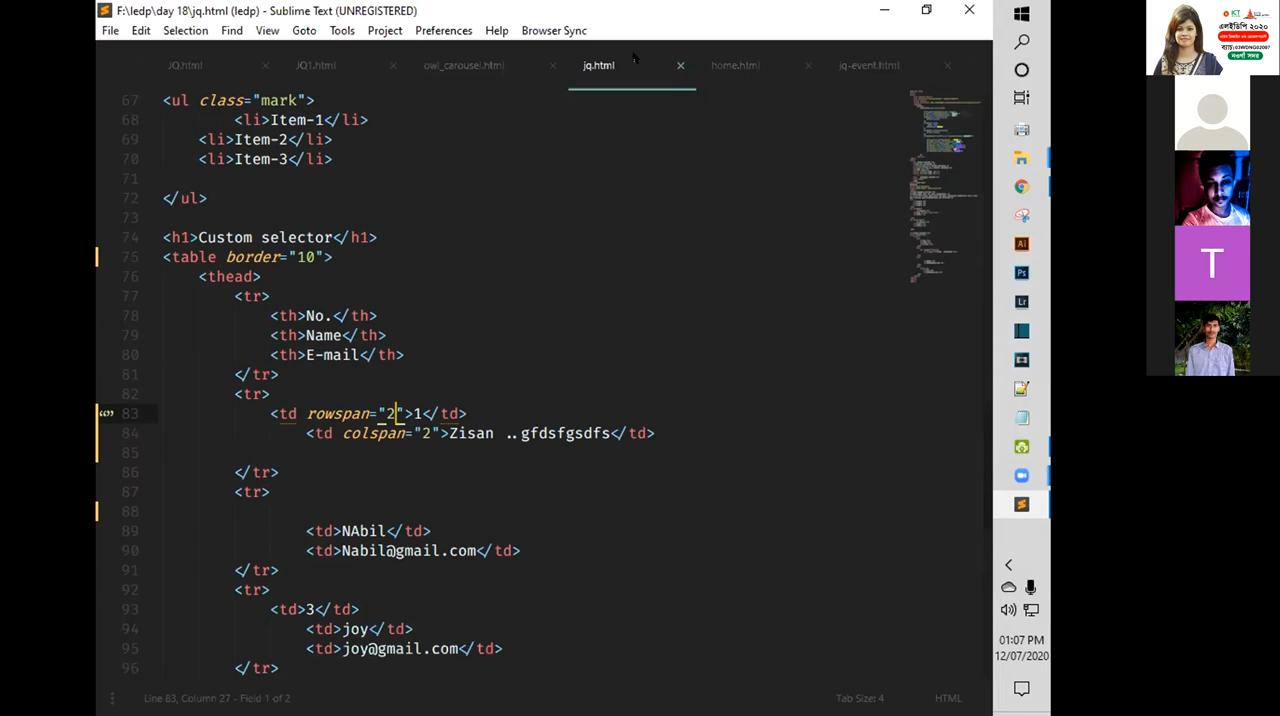 F:\ledp\day 18\jq.html (ledp) - Sublime Text (UNREGISTERED)
File Edit Selection Find View Goto Tools Project Preferences Help Browser Sync
JQ.html × JQ1.html × owl_carousel.html jq.html × home.html × jq-event.html ×
67 <ul class="mark">
68 <li>Item-1</li>
69 <li>Item-2</li>
70 <li>Item-3</li>
71
72 </ul>
73
74 <h1>Custom selector</h1>
75 <table border="10">
76 <thead>
77 <tr>
78 <th>No.</th>
79 <th>Name</th>
80 <th>E-mail</th>
81 </tr>
82 <tr>
83 <td rowspan="2">1</td>
84 <td colspan="2">Zisan ..gfdsfgsdfs</td>
85
86 </tr>
87 <tr>
88
89 <td>NAbil</td>
90 <td>Nabil@gmail.com</td>
91 </tr>
92 <tr>
93 <td>3</td>
94 <td>joy</td>
95 <td>joy@gmail.com</td>
96 </tr>
Line 83, Column 27 - Field 1 of 2 Tab Size: 4 HTML
Ai
Ps
Lr
01:07 PM
12/07/2020
ICT
এলইডিপি ২০২০
T